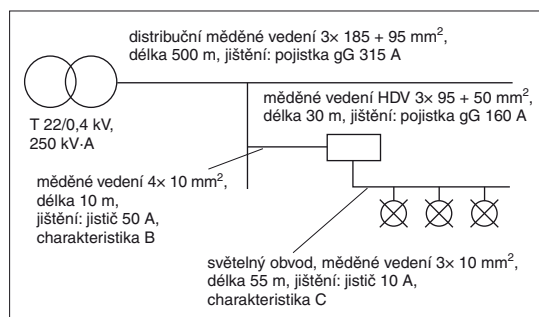 distribuční měděné vedení 3× 185 + 95 mm²,
délka 500 m, jištění: pojistka gG 315 A
T 22/0,4 kV,
250 kV·A
měděné vedení HDV 3× 95 + 50 mm²,
délka 30 m, jištění: pojistka gG 160 A
měděné vedení 4× 10 mm²,
délka 10 m,
jištění: jistič 50 A,
charakteristika B
světelný obvod, měděné vedení 3× 10 mm²,
délka 55 m, jištění: jistič 10 A,
charakteristika C